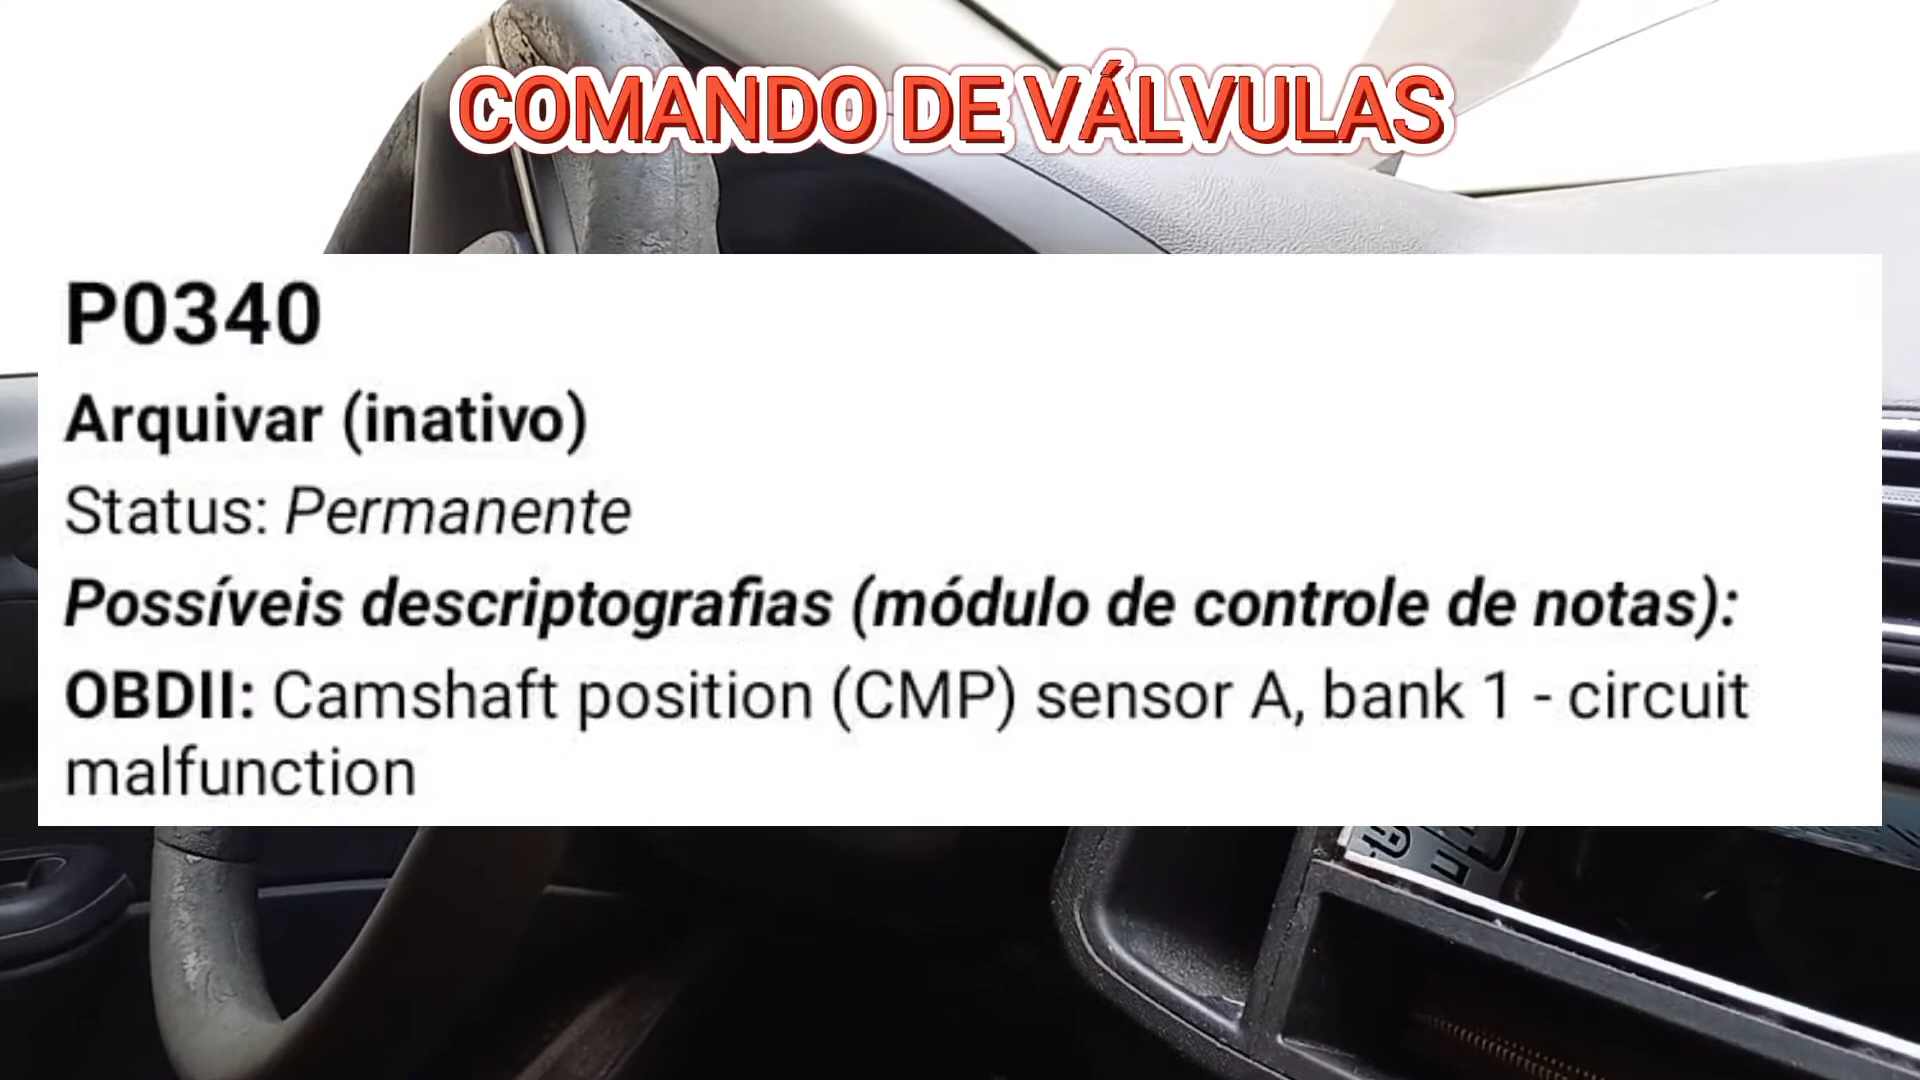 COMANDO DE VÁLVULAS
P0340
Arquivar (inativo)
Status: Permanente
Possíveis descriptografias (módulo de controle de notas):
OBDII: Camshaft position (CMP) sensor A, bank 1 - circuit
malfunction